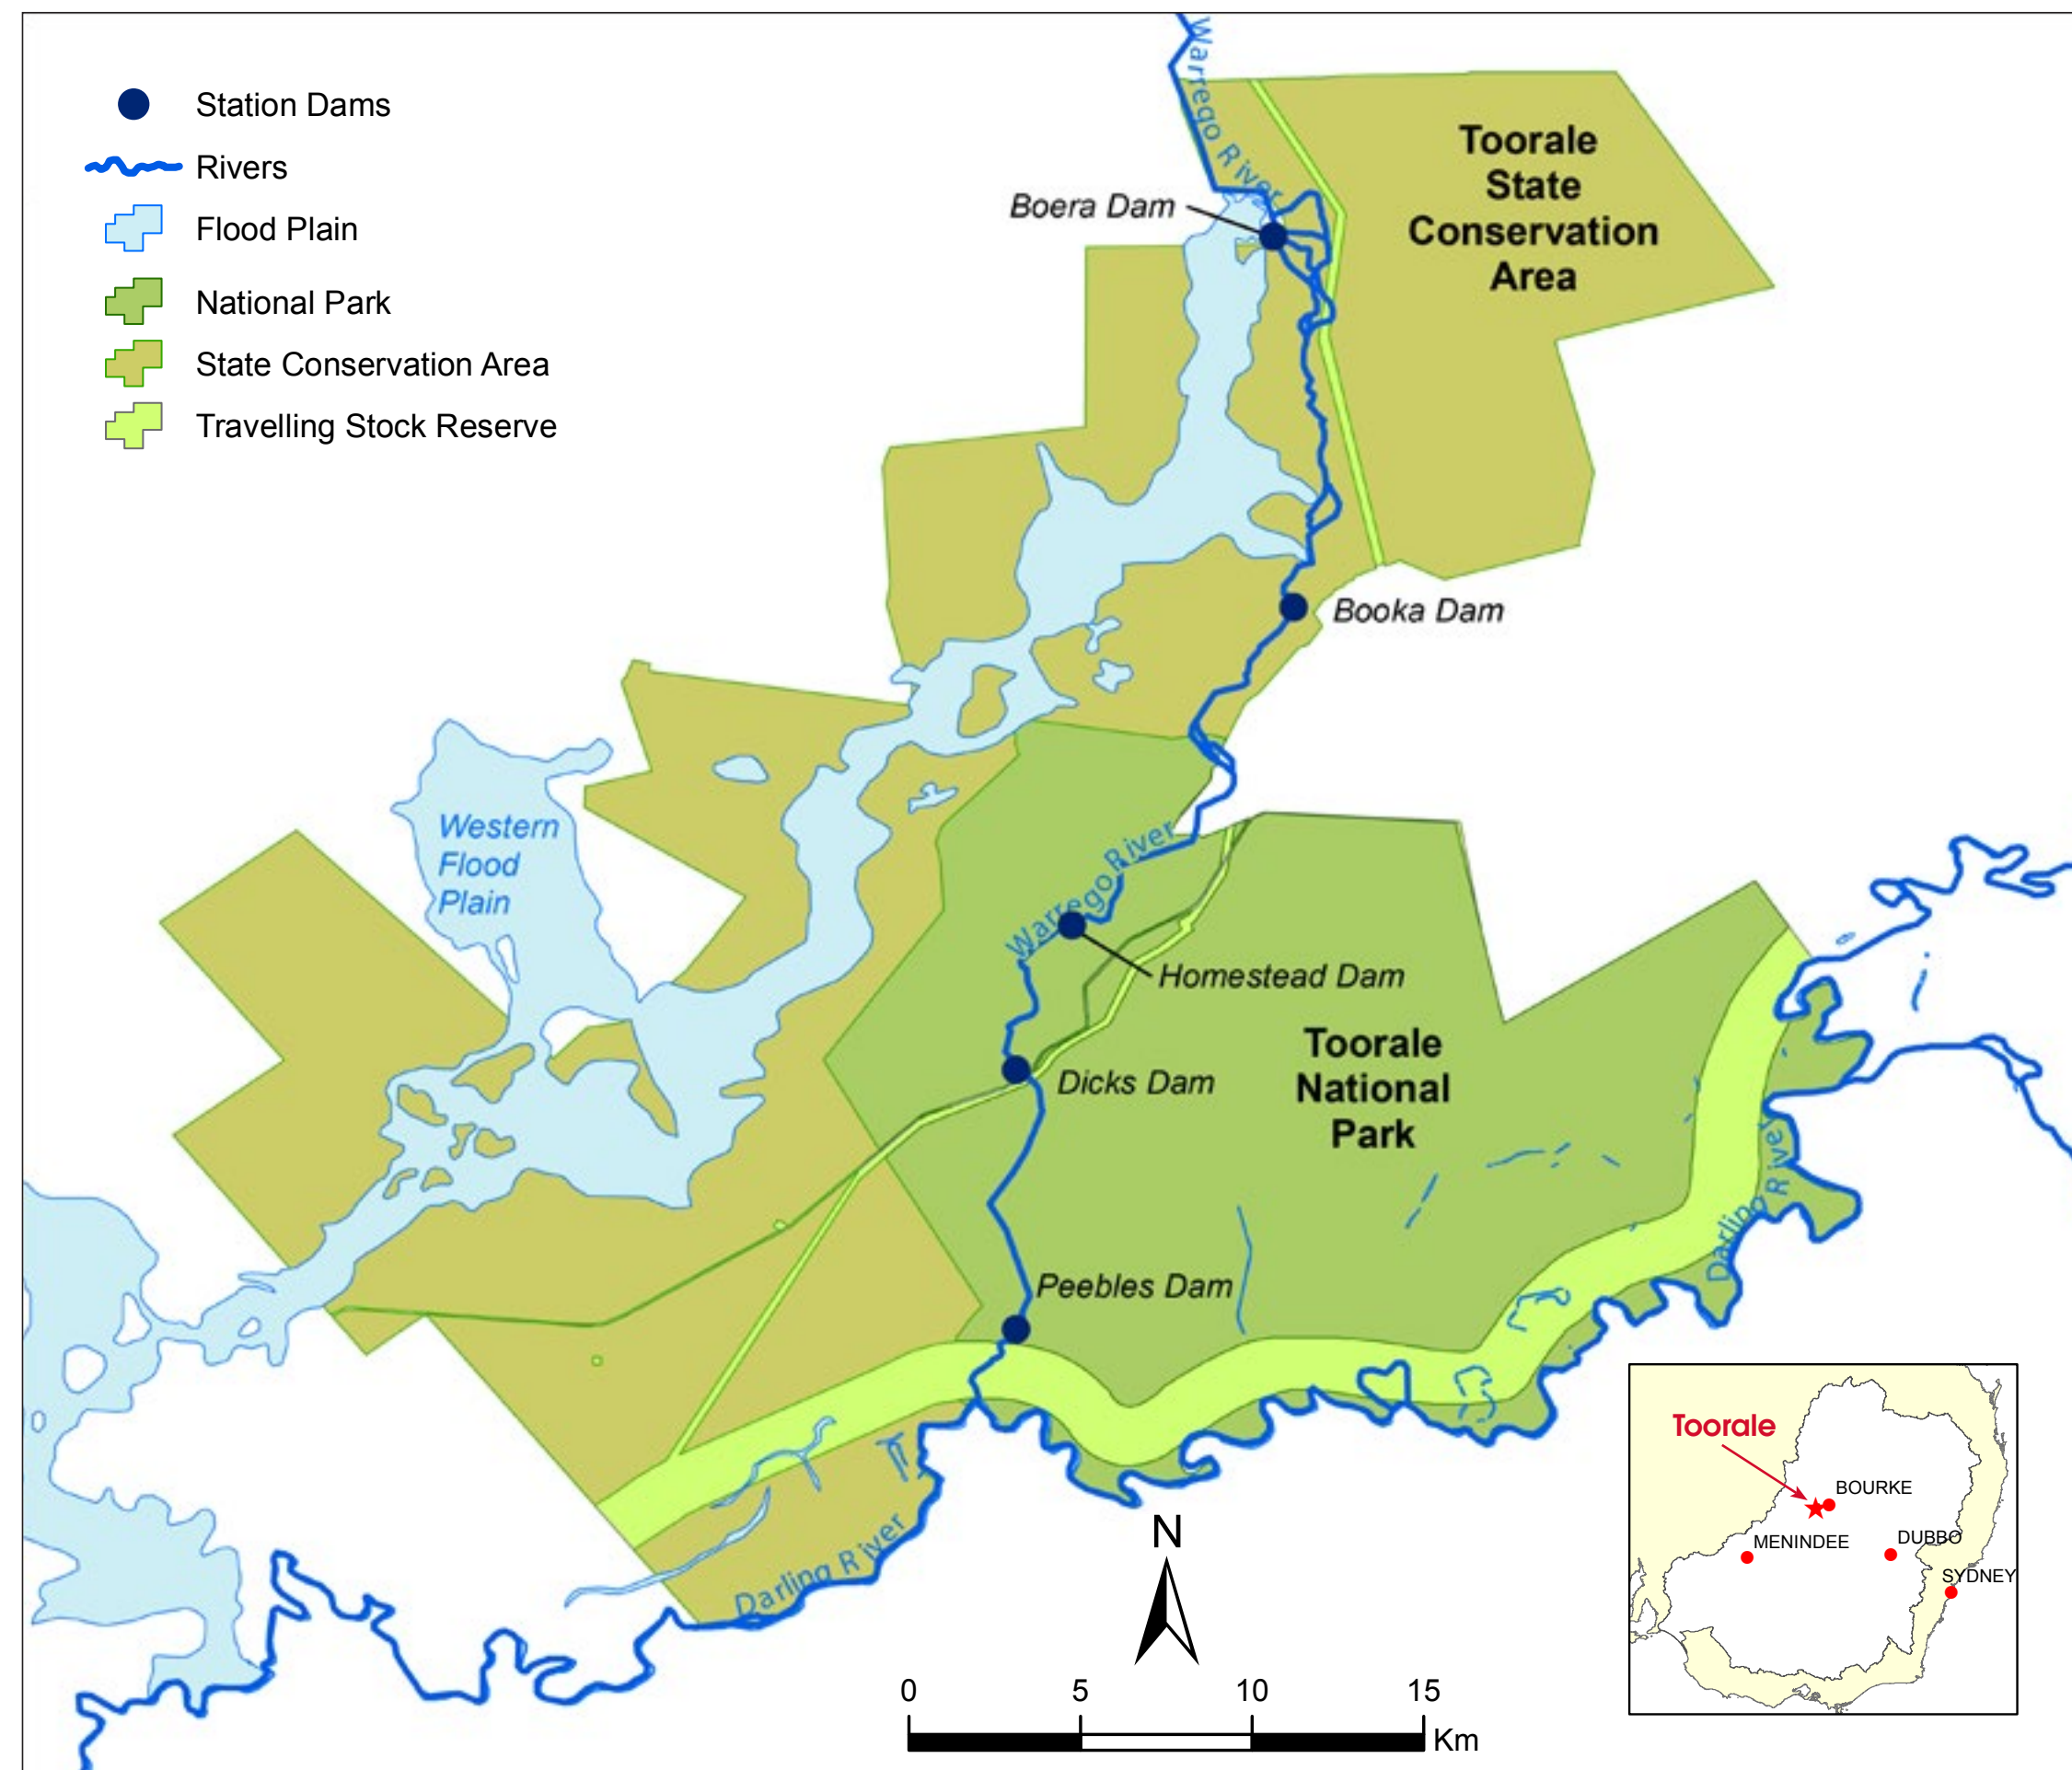 Station Dams
Rivers
Flood Plain
National Park
State Conservation Area
Travelling Stock Reserve
Warrego River
Toorale
State
Conservation
Area
Boera Dam
Booka Dam
Western
Flood
Plain
Warrego River
Homestead Dam
Toorale
National
Park
Dicks Dam
Darling River
Peebles Dam
Darling River
N
0 5 10 15
Km
Toorale
BOURKE
MENINDEE
DUBBO
SYDNEY